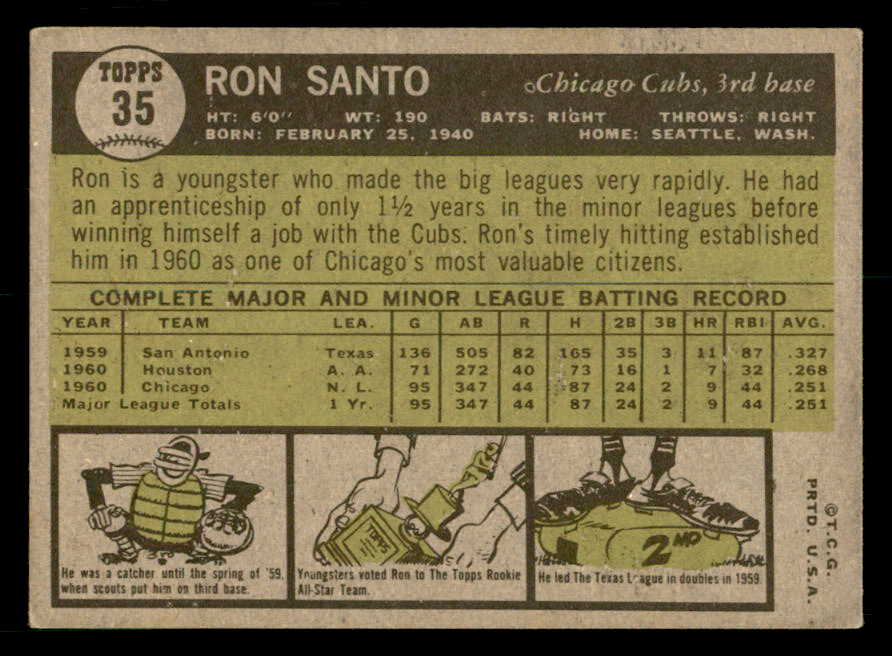 TOPPS
35
RON SANTO
Chicago Cubs, 3rd base
HT: 6'0" WT: 190 BATS: RIGHT THROWS: RIGHT
BORN: FEBRUARY 25, 1940 HOME: SEATTLE, WASH.
Ron is a youngster who made the big leagues very rapidly. He had
an apprenticeship of only 1½ years in the minor leagues before
winning himself a job with the Cubs. Ron's timely hitting established
him in 1960 as one of Chicago's most valuable citizens.
COMPLETE MAJOR AND MINOR LEAGUE BATTING RECORD
YEAR TEAM LEA. G AB R H 2B 3B HR RBI AVG.
1959 San Antonio Texas 136 505 82 165 35 3 11 87 .327
1960 Houston A. A. 71 272 40 73 16 1 7 32 .268
1960 Chicago N. L. 95 347 44 87 24 2 9 44 .251
Major League Totals 1 Yr. 95 347 44 87 24 2 9 44 .251
He was a catcher until the spring of '59,
when scouts put him on third base.
TOPPS
Youngsters voted Ron to The Topps Rookie
All-Star Team.
2ND
He led The Texas League in doubles in 1959.
©T.C.G.
PRTD. U.S.A.